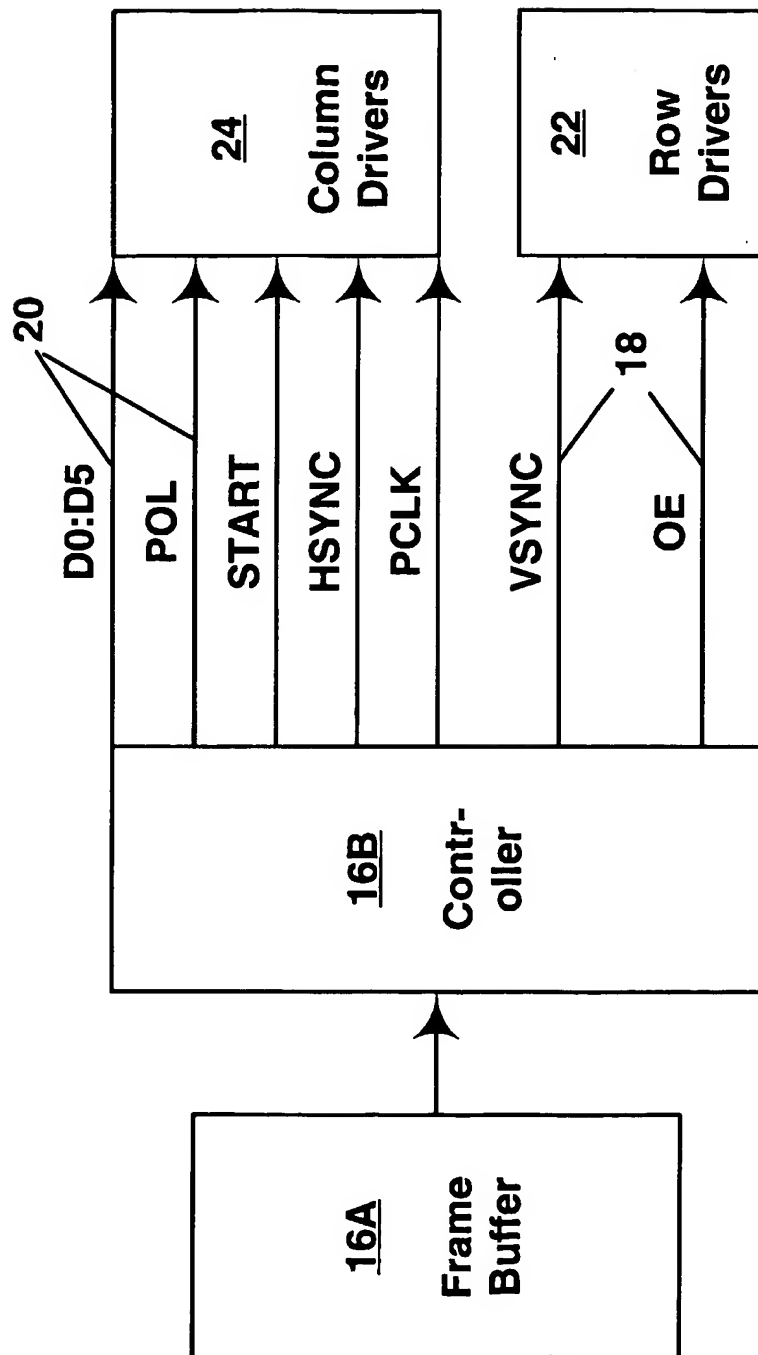 16A
Frame
Buffer
16B
Contr-
oller
D0:D5
20
POL
START
HSYNC
PCLK
VSYNC
18
OE
24
Column
Drivers
22
Row
Drivers